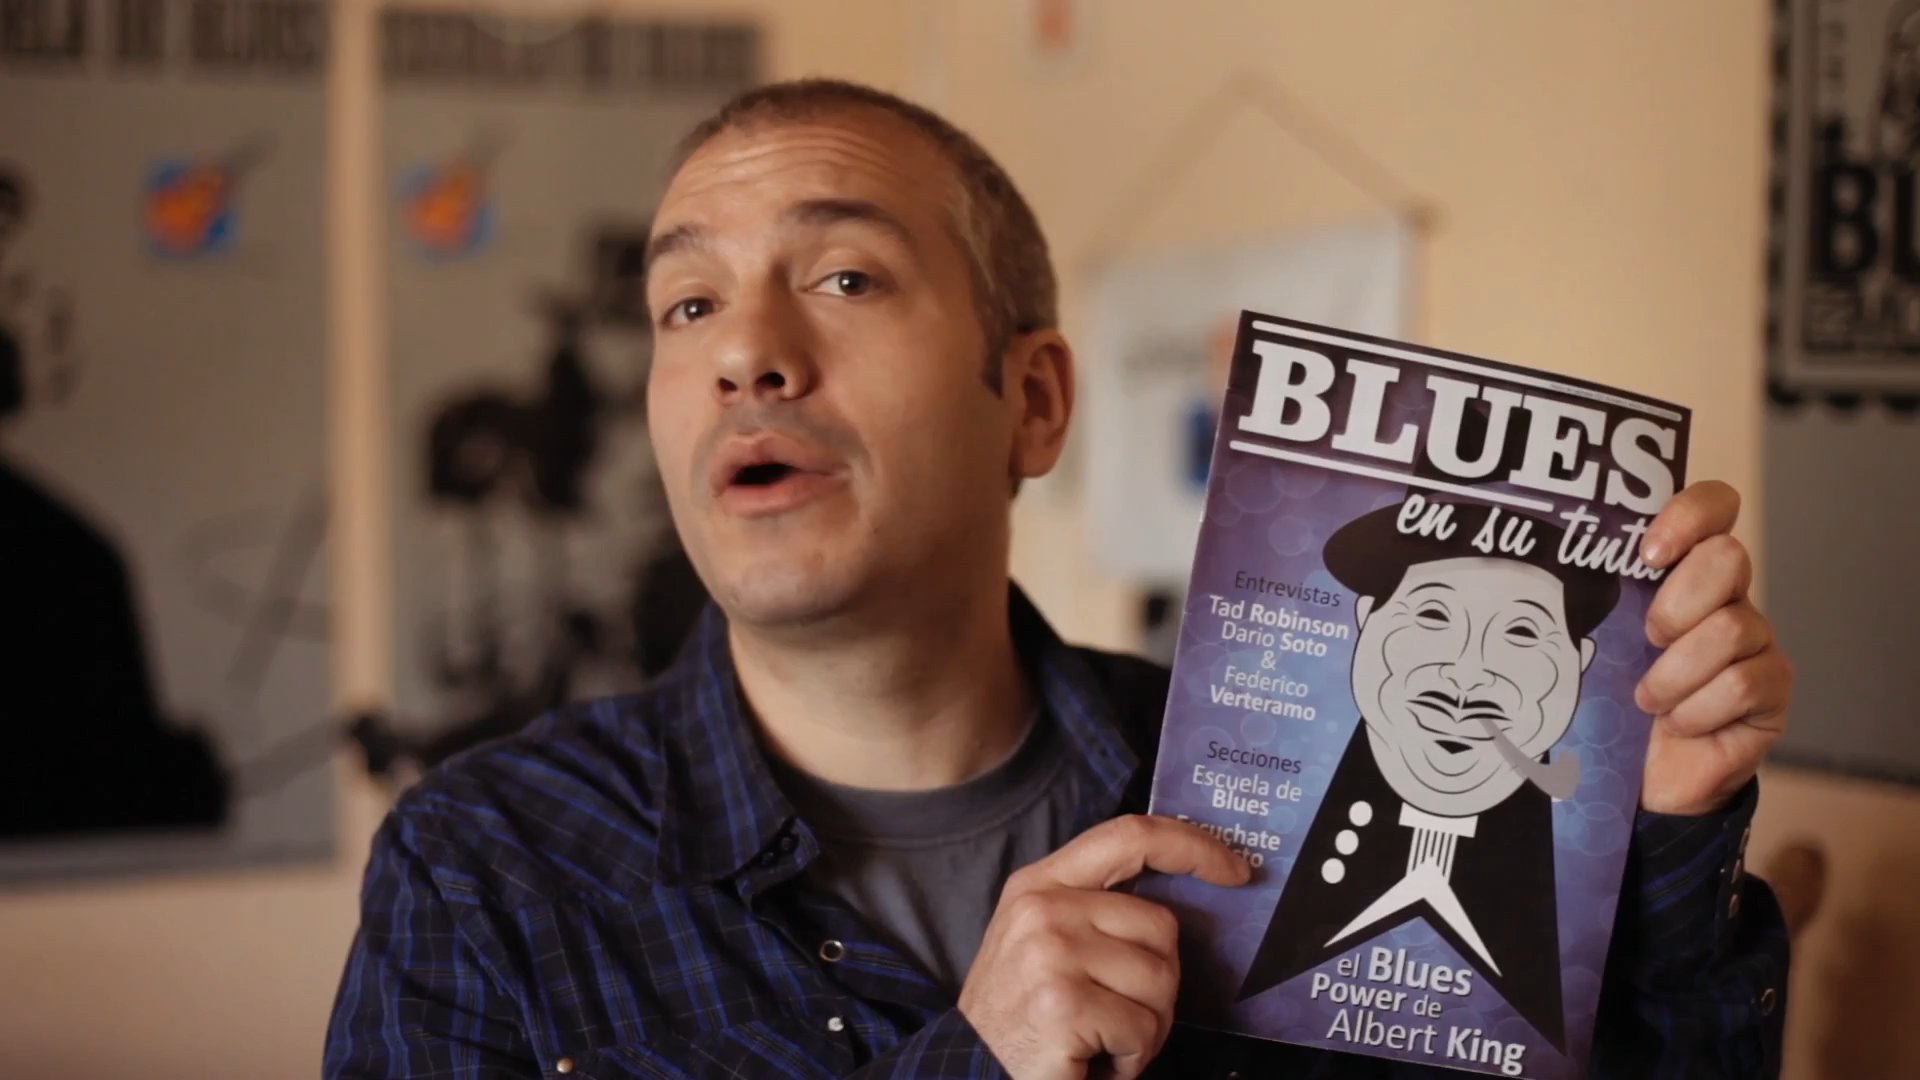 BLUES
en su tinta
Entrevistas
Tad Robinson
Dario Soto
&
Federico
Verteramo
Secciones
Escuela de
Blues
Escuchate
el Blues
Power de
Albert King